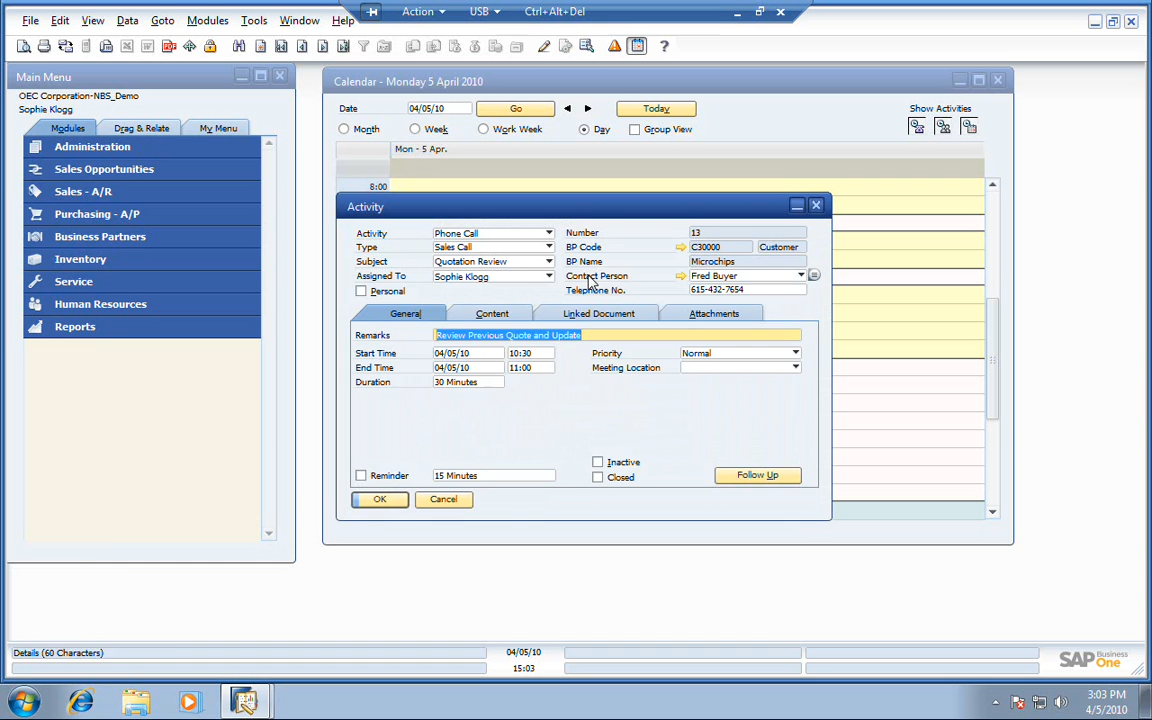 Action USB Ctrl+Alt+Del
File Edit View Data Goto Modules Tools Window Help
Main Menu
OEC Corporation-NBS_Demo
Sophie Klogg
Modules Drag & Relate My Menu
Administration
Sales Opportunities
Sales - A/R
Purchasing - A/P
Business Partners
Inventory
Service
Human Resources
Reports
Calendar - Monday 5 April 2010
Date 04/05/10 Go Today Show Activities
Month Week Work Week Day Group View
Mon - 5 Apr.
8:00
Activity
Activity Phone Call Number 13
Type Sales Call BP Code C30000 Customer
Subject Quotation Review BP Name Microchips
Assigned To Sophie Klogg Contact Person Fred Buyer
Personal Telephone No. 615-432-7654
General Content Linked Document Attachments
Remarks Review Previous Quote and Update
Start Time 04/05/10 10:30 Priority Normal
End Time 04/05/10 11:00 Meeting Location
Duration 30 Minutes
Inactive
Reminder 15 Minutes Closed Follow Up
OK Cancel
Details (60 Characters) 04/05/10
15:03
SAP Business One
3:03 PM
4/5/2010